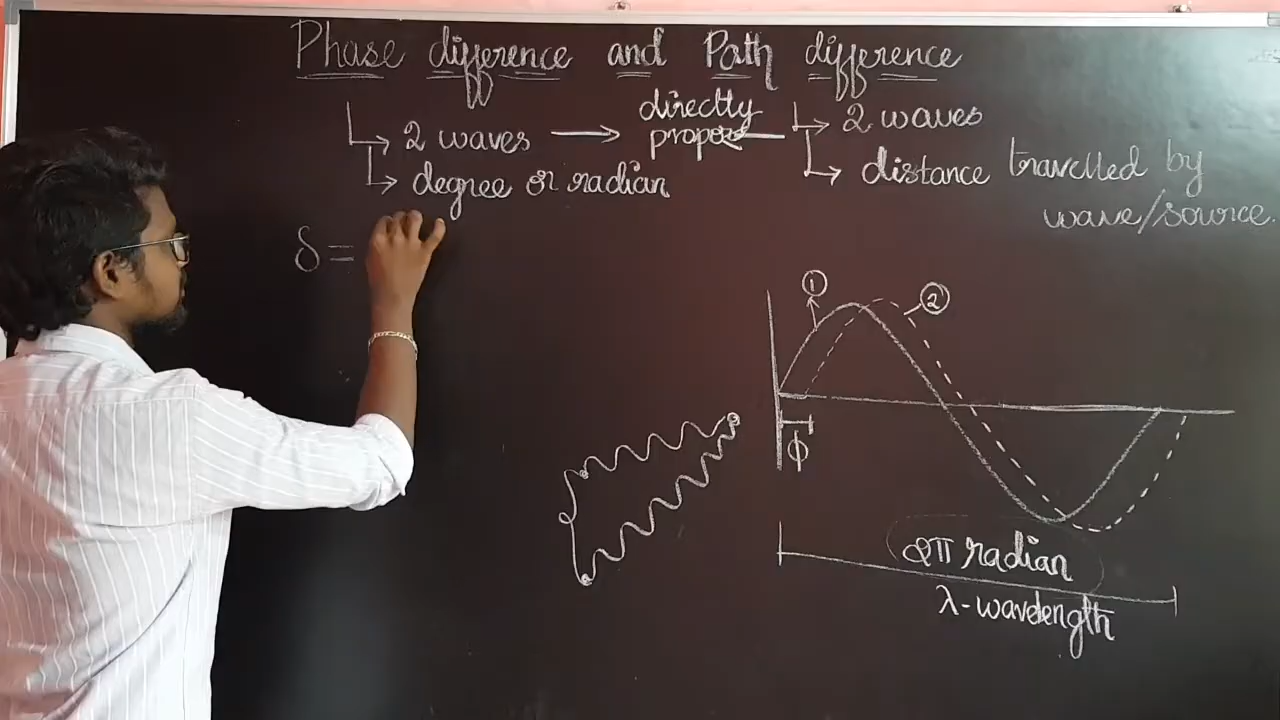 Phase difference and Path difference
2 waves → directly propor 2 waves
degree or radian
distance travelled by
wave/source.
δ =
① ②
ϕ
2π radian
λ - wavelength